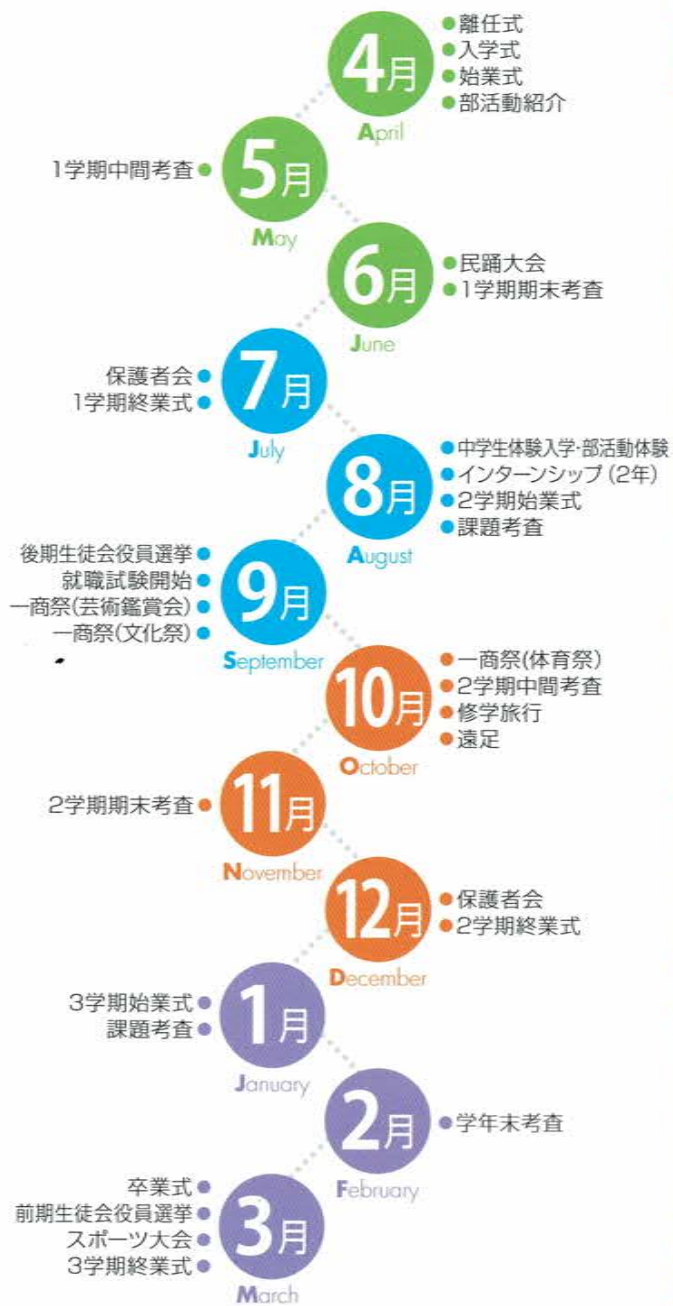 4月
April
●離任式
●入学式
●始業式
●部活動紹介
5月
May
1学期中間考査●
6月
June
●民踊大会
●1学期期末考査
7月
July
保護者会●
1学期終業式●
8月
August
●中学生体験入学・部活動体験
●インターンシップ(2年)
●2学期始業式
●課題考査
9月
September
後期生徒会役員選挙●
就職試験開始●
一商祭(芸術鑑賞会)●
一商祭(文化祭)●
10月
October
●一商祭(体育祭)
●2学期中間考査
●修学旅行
●遠足
11月
November
2学期期末考査●
12月
December
●保護者会
●2学期終業式
1月
January
3学期始業式●
課題考査●
2月
February
●学年末考査
3月
March
卒業式●
前期生徒会役員選挙●
スポーツ大会●
3学期終業式●